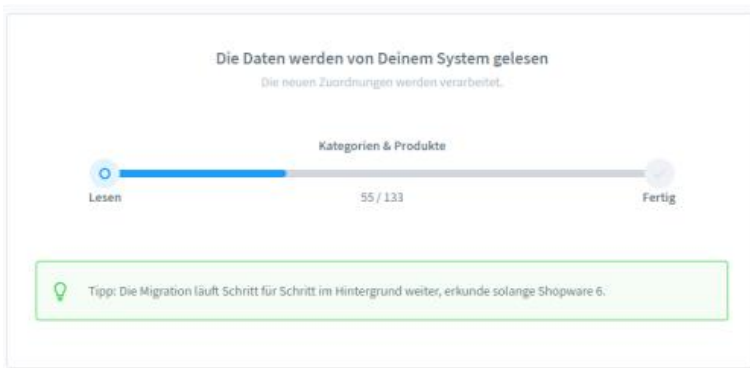 Die Daten werden von Deinem System gelesen
Die neuen Zuordnungen werden verarbeitet.
Kategorien & Produkte
Lesen
55 / 133
Fertig
Tipp: Die Migration läuft Schritt für Schritt im Hintergrund weiter, erkunde solange Shopware 6.